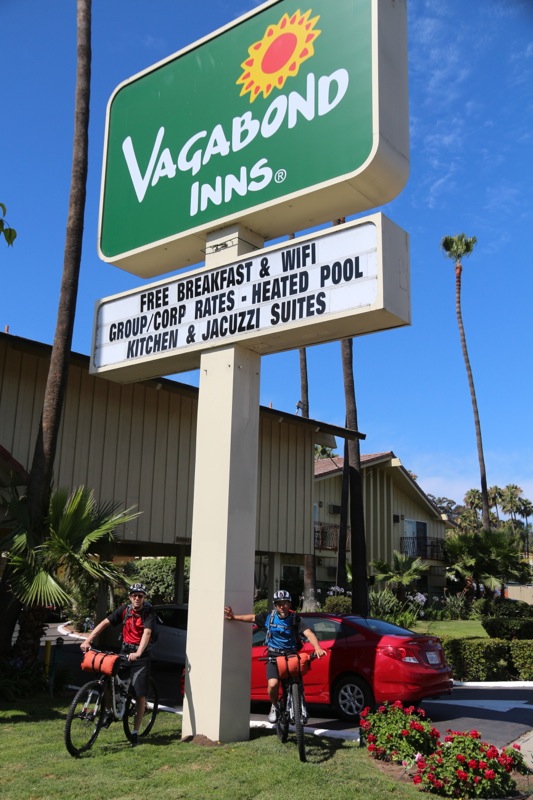 VAGABOND
INNS®
FREE BREAKFAST & WIFI
GROUP/CORP RATES - HEATED POOL
KITCHEN & JACUZZI SUITES